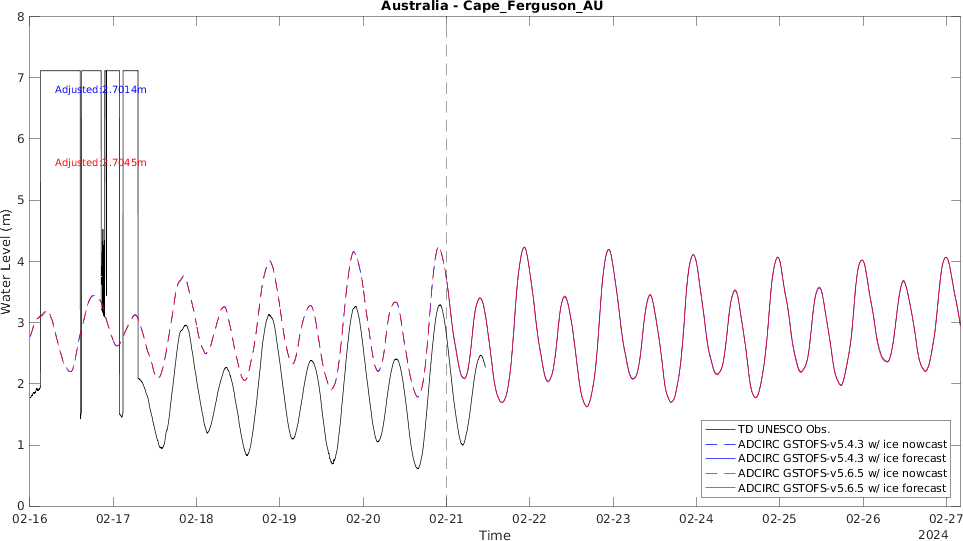 Australia - Cape_Ferguson_AU
8
7
6
5
4
3
2
1
0
Water Level (m)
Adjusted:2.7014m
Adjusted:2.7045m
TD UNESCO Obs.
ADCIRC GSTOFS-v5.4.3 w/ ice nowcast
ADCIRC GSTOFS-v5.4.3 w/ ice forecast
ADCIRC GSTOFS-v5.6.5 w/ ice nowcast
ADCIRC GSTOFS-v5.6.5 w/ ice forecast
02-16 02-17 02-18 02-19 02-20 02-21 02-22 02-23 02-24 02-25 02-26 02-27
Time
2024